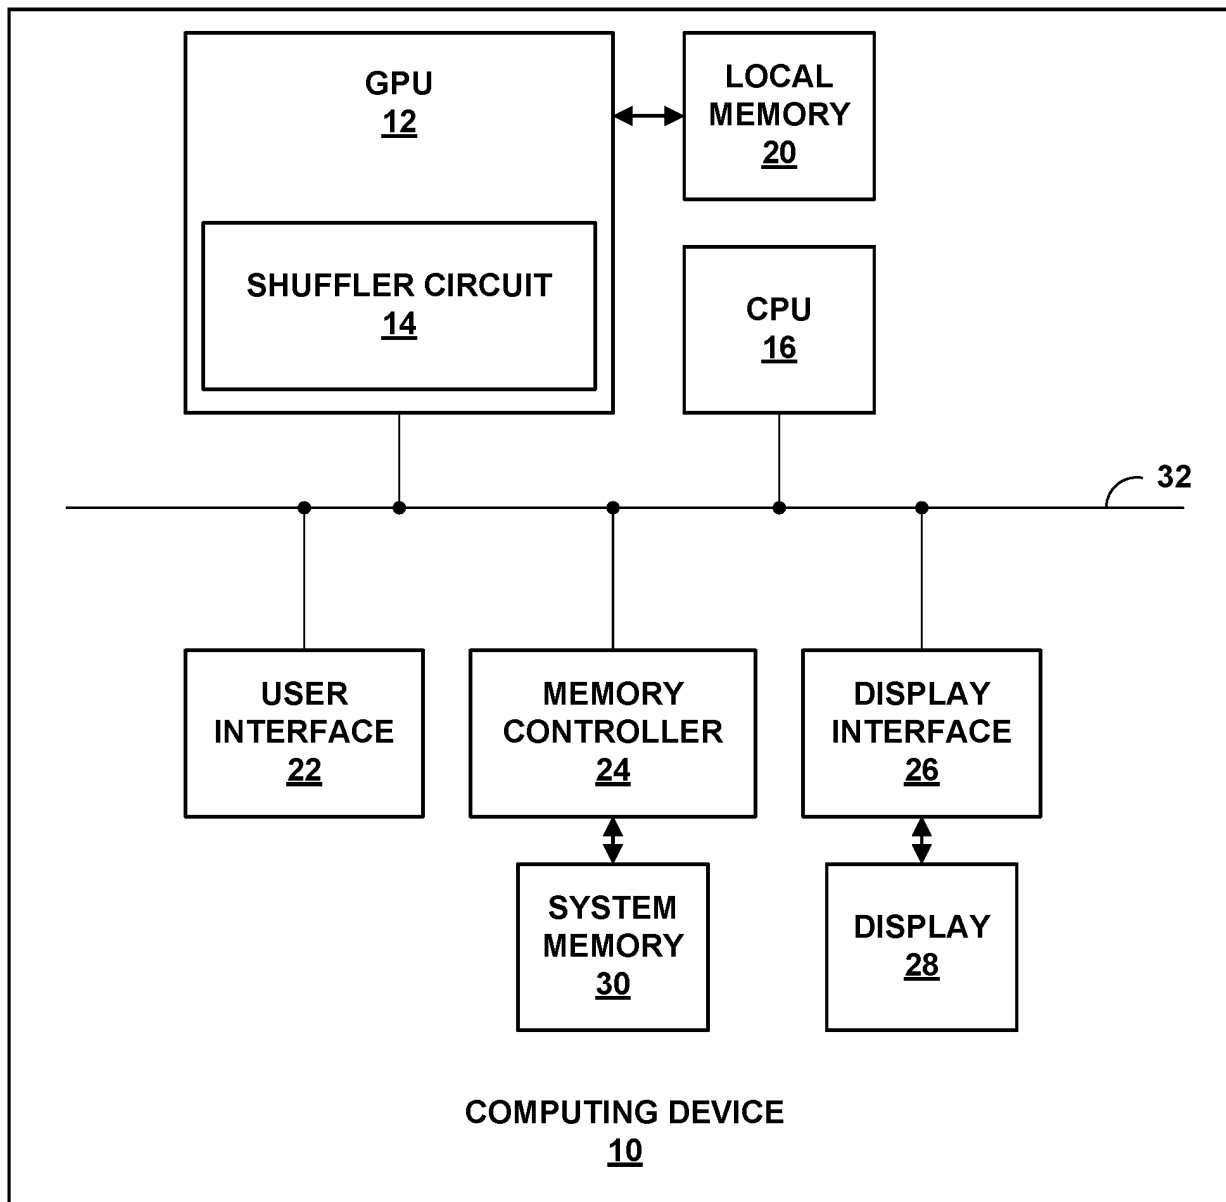 GPU
12
LOCAL
MEMORY
20
SHUFFLER CIRCUIT
14
CPU
16
32
USER
INTERFACE
22
MEMORY
CONTROLLER
24
DISPLAY
INTERFACE
26
SYSTEM
MEMORY
30
DISPLAY
28
COMPUTING DEVICE
10